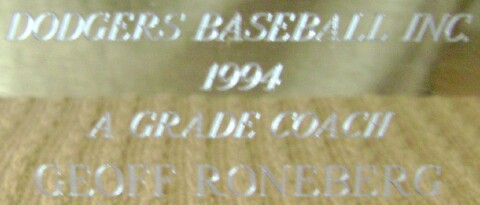 DODGERS BASEBALL INC.
1994
A GRADE COACH
GEOFF RONEBERG